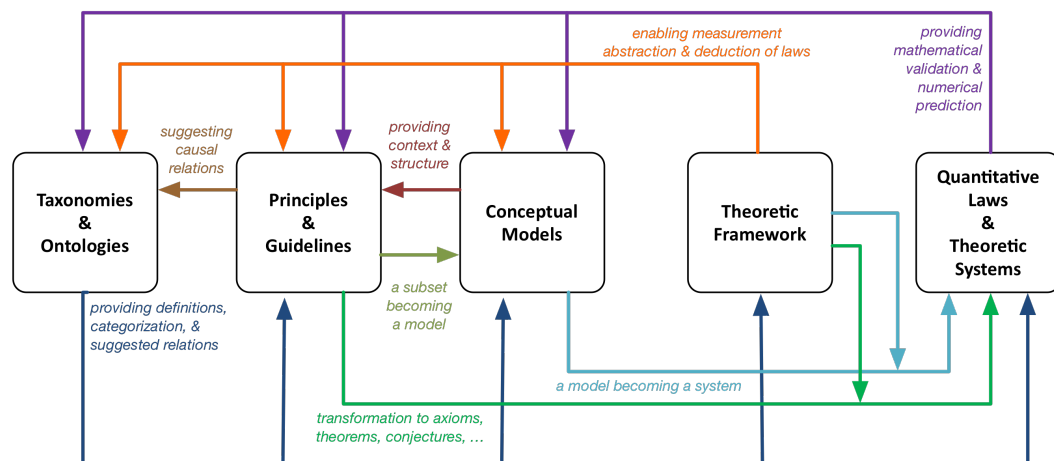 enabling measurement
abstraction & deduction of laws
providing
mathematical
validation &
numerical
prediction
suggesting
causal
relations
providing
context &
structure
Taxonomies
&
Ontologies
Principles
&
Guidelines
Conceptual
Models
Theoretic
Framework
Quantitative
Laws
&
Theoretic
Systems
providing definitions,
categorization, &
suggested relations
a subset
becoming
a model
a model becoming a system
transformation to axioms,
theorems, conjectures, ...